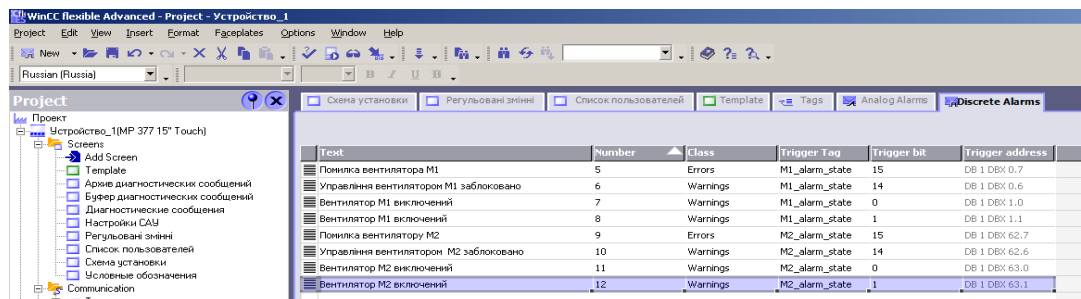 WinCC flexible Advanced - Project - Устройство_1
Project Edit View Insert Format Faceplates Options Window Help
New
Russian (Russia) B I U B
Project
Схема установки Регульовані змінні Список пользователей Template Tags Analog Alarms Discrete Alarms
Проект
Устройство_1(MP 377 15" Touch)
Screens
Add Screen
Template
Архив диагностических сообщений
Буфер диагностических сообщений
Диагностические сообщения
Настройки САУ
Регульовані змінні
Список пользователей
Схема установки
Условные обозначения
Communication
Text Number Class Trigger Tag Trigger bit Trigger address
Помилка вентилятора М1 5 Errors M1_alarm_state 15 DB 1 DBX 0.7
Управління вентилятором М1 заблоковано 6 Warnings M1_alarm_state 14 DB 1 DBX 0.6
Вентилятор М1 виключений 7 Warnings M1_alarm_state 0 DB 1 DBX 1.0
Вентилятор М1 включений 8 Warnings M1_alarm_state 1 DB 1 DBX 1.1
Помилка вентилятору М2 9 Errors M2_alarm_state 15 DB 1 DBX 62.7
Управління вентилятором М2 заблоковано 10 Warnings M2_alarm_state 14 DB 1 DBX 62.6
Вентилятор М2 виключений 11 Warnings M2_alarm_state 0 DB 1 DBX 63.0
Вентилятор М2 включений 12 Warnings M2_alarm_state 1 DB 1 DBX 63.1